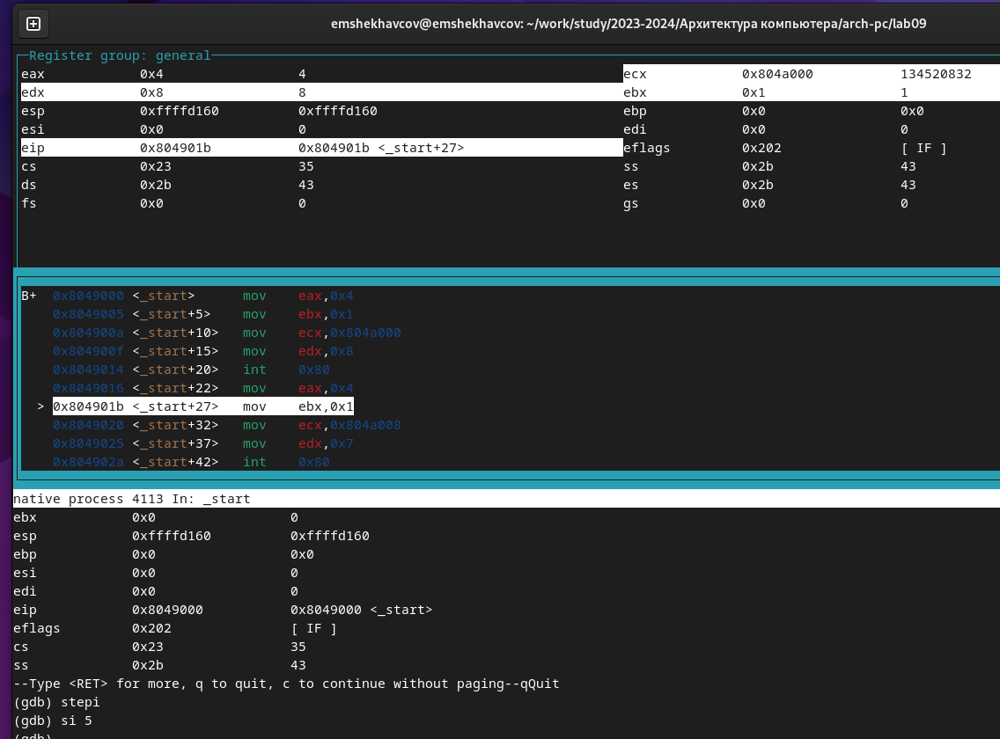 emshekhavcov@emshekhavcov: ~/work/study/2023-2024/Архитектура компьютера/arch-pc/lab09
Register group: general
eax 0x4 4 ecx 0x804a000 134520832
edx 0x8 8 ebx 0x1 1
esp 0xffffd160 0xffffd160 ebp 0x0 0x0
esi 0x0 0 edi 0x0 0
eip 0x804901b 0x804901b <_start+27> eflags 0x202 [ IF ]
cs 0x23 35 ss 0x2b 43
ds 0x2b 43 es 0x2b 43
fs 0x0 0 gs 0x0 0
B+ 0x8049000 <_start> mov eax,0x4
0x8049005 <_start+5> mov ebx,0x1
0x804900a <_start+10> mov ecx,0x804a000
0x804900f <_start+15> mov edx,0x8
0x8049014 <_start+20> int 0x80
0x8049016 <_start+22> mov eax,0x4
> 0x804901b <_start+27> mov ebx,0x1
0x8049020 <_start+32> mov ecx,0x804a008
0x8049025 <_start+37> mov edx,0x7
0x804902a <_start+42> int 0x80
native process 4113 In: _start
ebx 0x0 0
esp 0xffffd160 0xffffd160
ebp 0x0 0x0
esi 0x0 0
edi 0x0 0
eip 0x8049000 0x8049000 <_start>
eflags 0x202 [ IF ]
cs 0x23 35
ss 0x2b 43
--Type <RET> for more, q to quit, c to continue without paging--qQuit
(gdb) stepi
(gdb) si 5
(gdb)